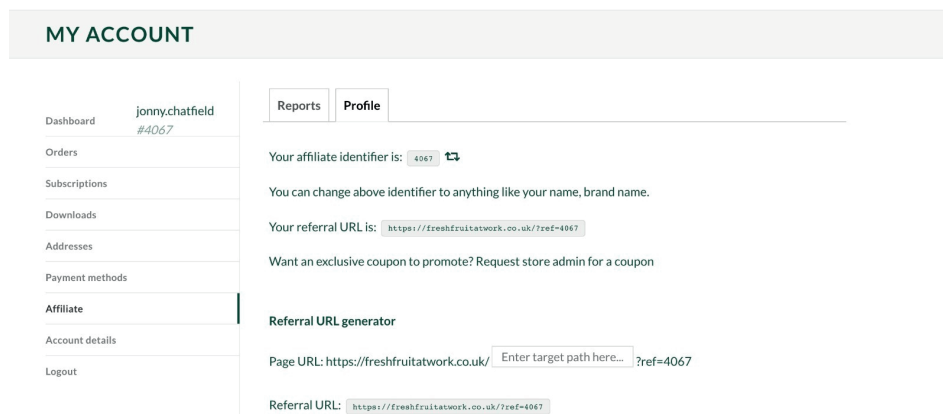 MY ACCOUNT
Dashboard
jonny.chatfield
#4067
Orders
Subscriptions
Downloads
Addresses
Payment methods
Affiliate
Account details
Logout
Reports Profile
Your affiliate identifier is: 4067
You can change above identifier to anything like your name, brand name.
Your referral URL is: https://freshfruitatwork.co.uk/?ref=4067
Want an exclusive coupon to promote? Request store admin for a coupon
Referral URL generator
Page URL: https://freshfruitatwork.co.uk/ Enter target path here... ?ref=4067
Referral URL: https://freshfruitatwork.co.uk/?ref=4067